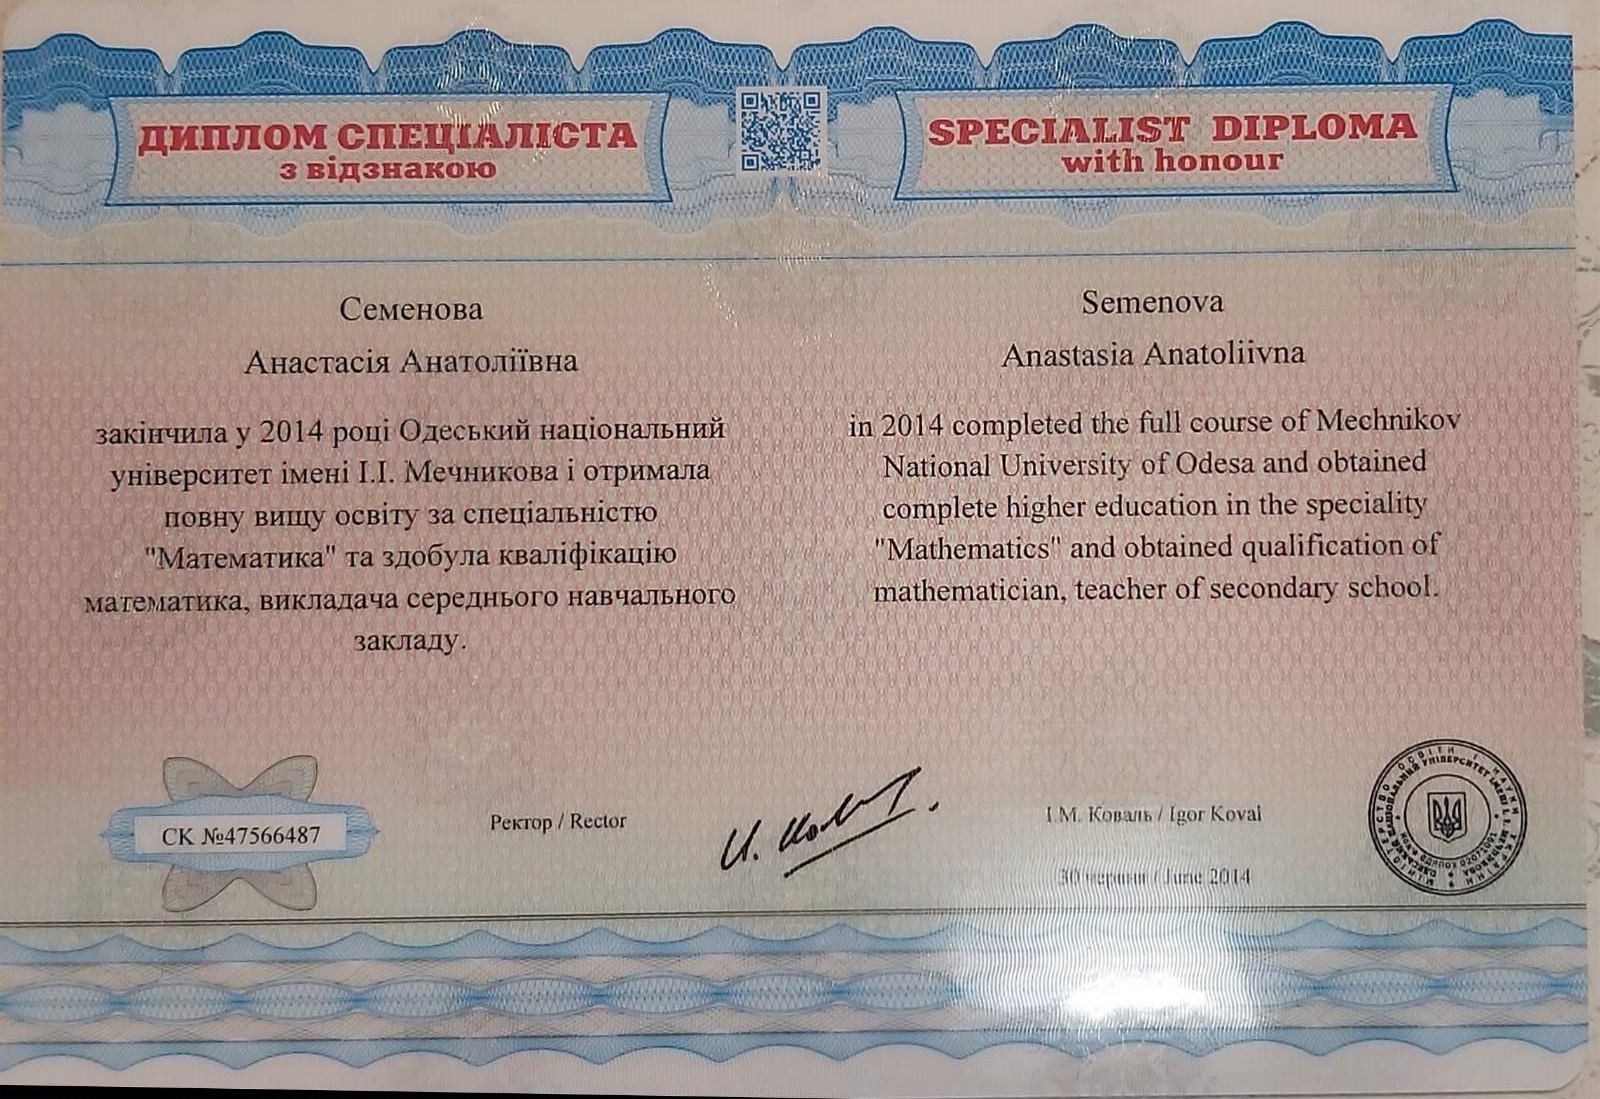 ДИПЛОМ СПЕЦІАЛІСТА
з відзнакою
SPECIALIST DIPLOMA
with honour
Семенова
Анастасія Анатоліївна
закінчила у 2014 році Одеський національний
університет імені І.І. Мечникова і отримала
повну вищу освіту за спеціальністю
"Математика" та здобула кваліфікацію
математика, викладача середнього навчального
закладу.
Semenova
Anastasia Anatoliivna
in 2014 completed the full course of Mechnikov
National University of Odesa and obtained
complete higher education in the speciality
"Mathematics" and obtained qualification of
mathematician, teacher of secondary school.
СК №47566487
Ректор / Rector
І.М. Коваль / Igor Koval
30 червня / June 2014